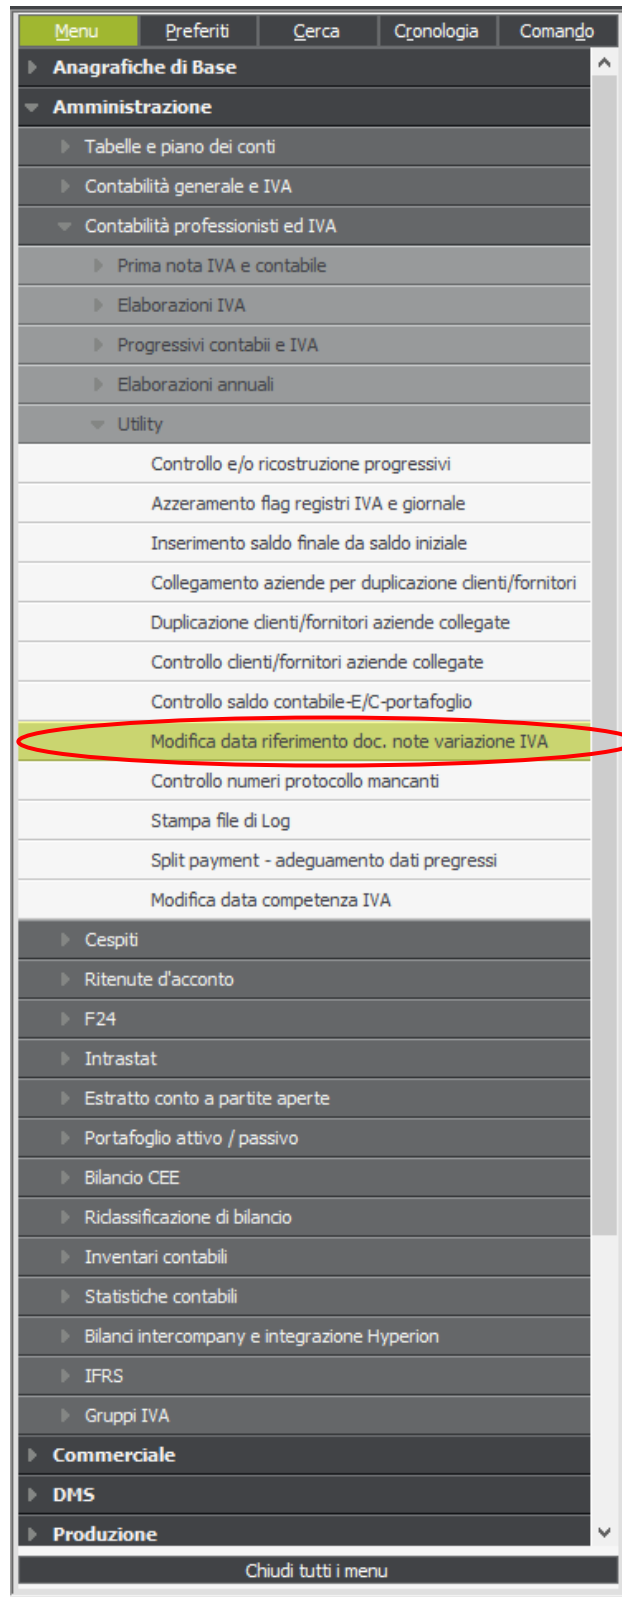 Menu Preferiti Cerca Cronologia Comando
Anagrafiche di Base
Amministrazione
Tabelle e piano dei conti
Contabilità generale e IVA
Contabilità professionisti ed IVA
Prima nota IVA e contabile
Elaborazioni IVA
Progressivi contabii e IVA
Elaborazioni annuali
Utility
Controllo e/o ricostruzione progressivi
Azzeramento flag registri IVA e giornale
Inserimento saldo finale da saldo iniziale
Collegamento aziende per duplicazione clienti/fornitori
Duplicazione clienti/fornitori aziende collegate
Controllo clienti/fornitori aziende collegate
Controllo saldo contabile-E/C-portafoglio
Modifica data riferimento doc. note variazione IVA
Controllo numeri protocollo mancanti
Stampa file di Log
Split payment - adeguamento dati pregressi
Modifica data competenza IVA
Cespiti
Ritenute d'acconto
F24
Intrastat
Estratto conto a partite aperte
Portafoglio attivo / passivo
Bilancio CEE
Riclassificazione di bilancio
Inventari contabili
Statistiche contabili
Bilanci intercompany e integrazione Hyperion
IFRS
Gruppi IVA
Commerciale
DMS
Produzione
Chiudi tutti i menu